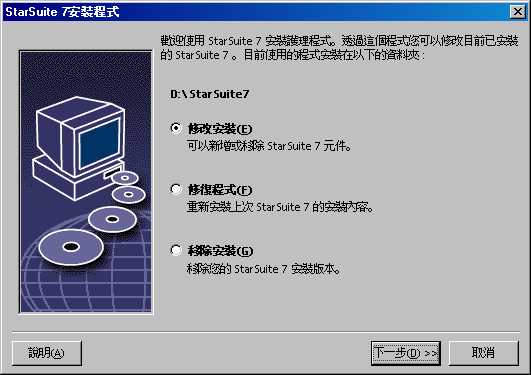 StarSuite 7安裝程式
歡迎使用 StarSuite 7 安裝護理程式。透過這個程式您可以修改目前已安裝
的 StarSuite 7 。目前使用的程式安裝在以下的資料夾 :
D:\StarSuite7
修改安裝(E)
可以新增或移除 StarSuite 7 元件。
修復程式(F)
重新安裝上次 StarSuite 7 的安裝內容。
移除安裝(G)
移除您的 StarSuite 7 安裝版本。
說明(A)
下一步(D) >>
取消